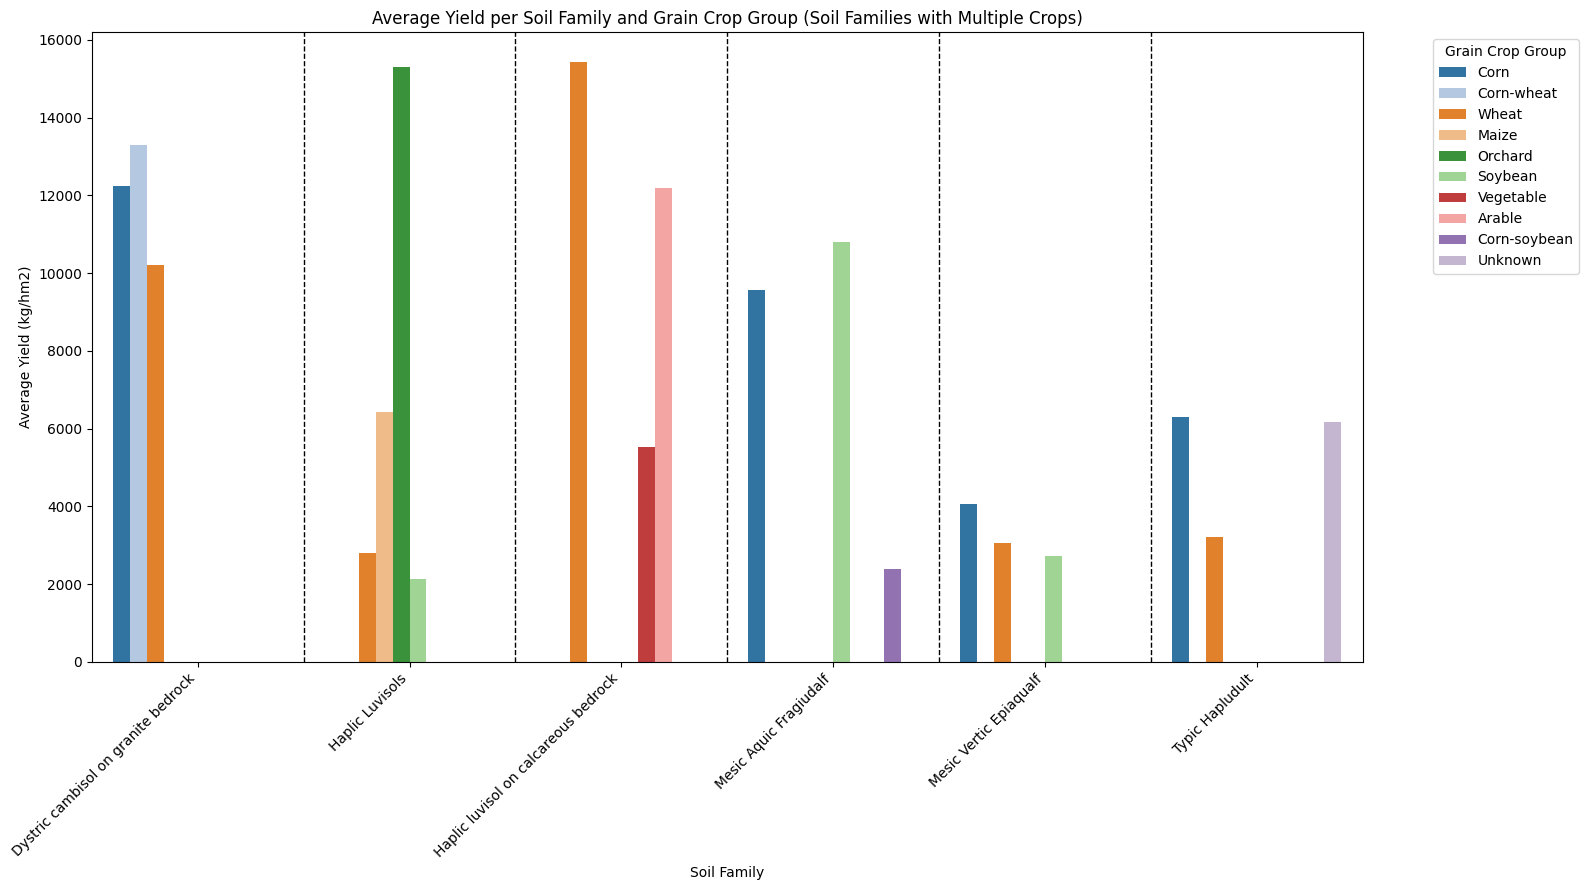 Average Yield per Soil Family and Grain Crop Group (Soil Families with Multiple Crops)
Average Yield (kg/hm2)
16000
14000
12000
10000
8000
6000
4000
2000
0
Dystric cambisol on granite bedrock
Haplic Luvisols
Haplic luvisol on calcareous bedrock
Mesic Aquic Fragiudalf
Mesic Vertic Epiaqualf
Typic Hapludult
Soil Family
Grain Crop Group
Corn
Corn-wheat
Wheat
Maize
Orchard
Soybean
Vegetable
Arable
Corn-soybean
Unknown